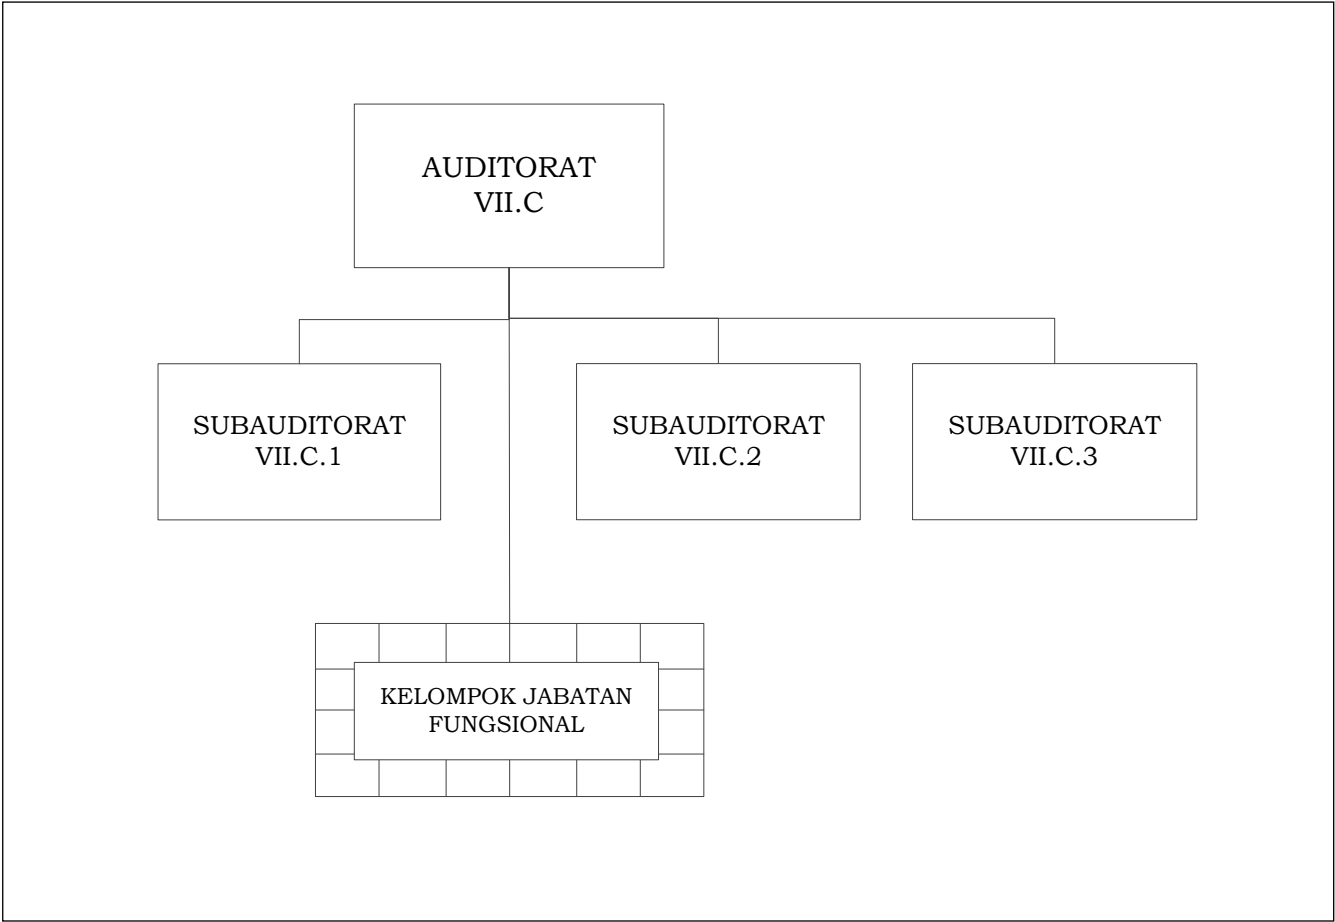 AUDITORAT
VII.C
SUBAUDITORAT
VII.C.1
SUBAUDITORAT
VII.C.2
SUBAUDITORAT
VII.C.3
KELOMPOK JABATAN
FUNGSIONAL